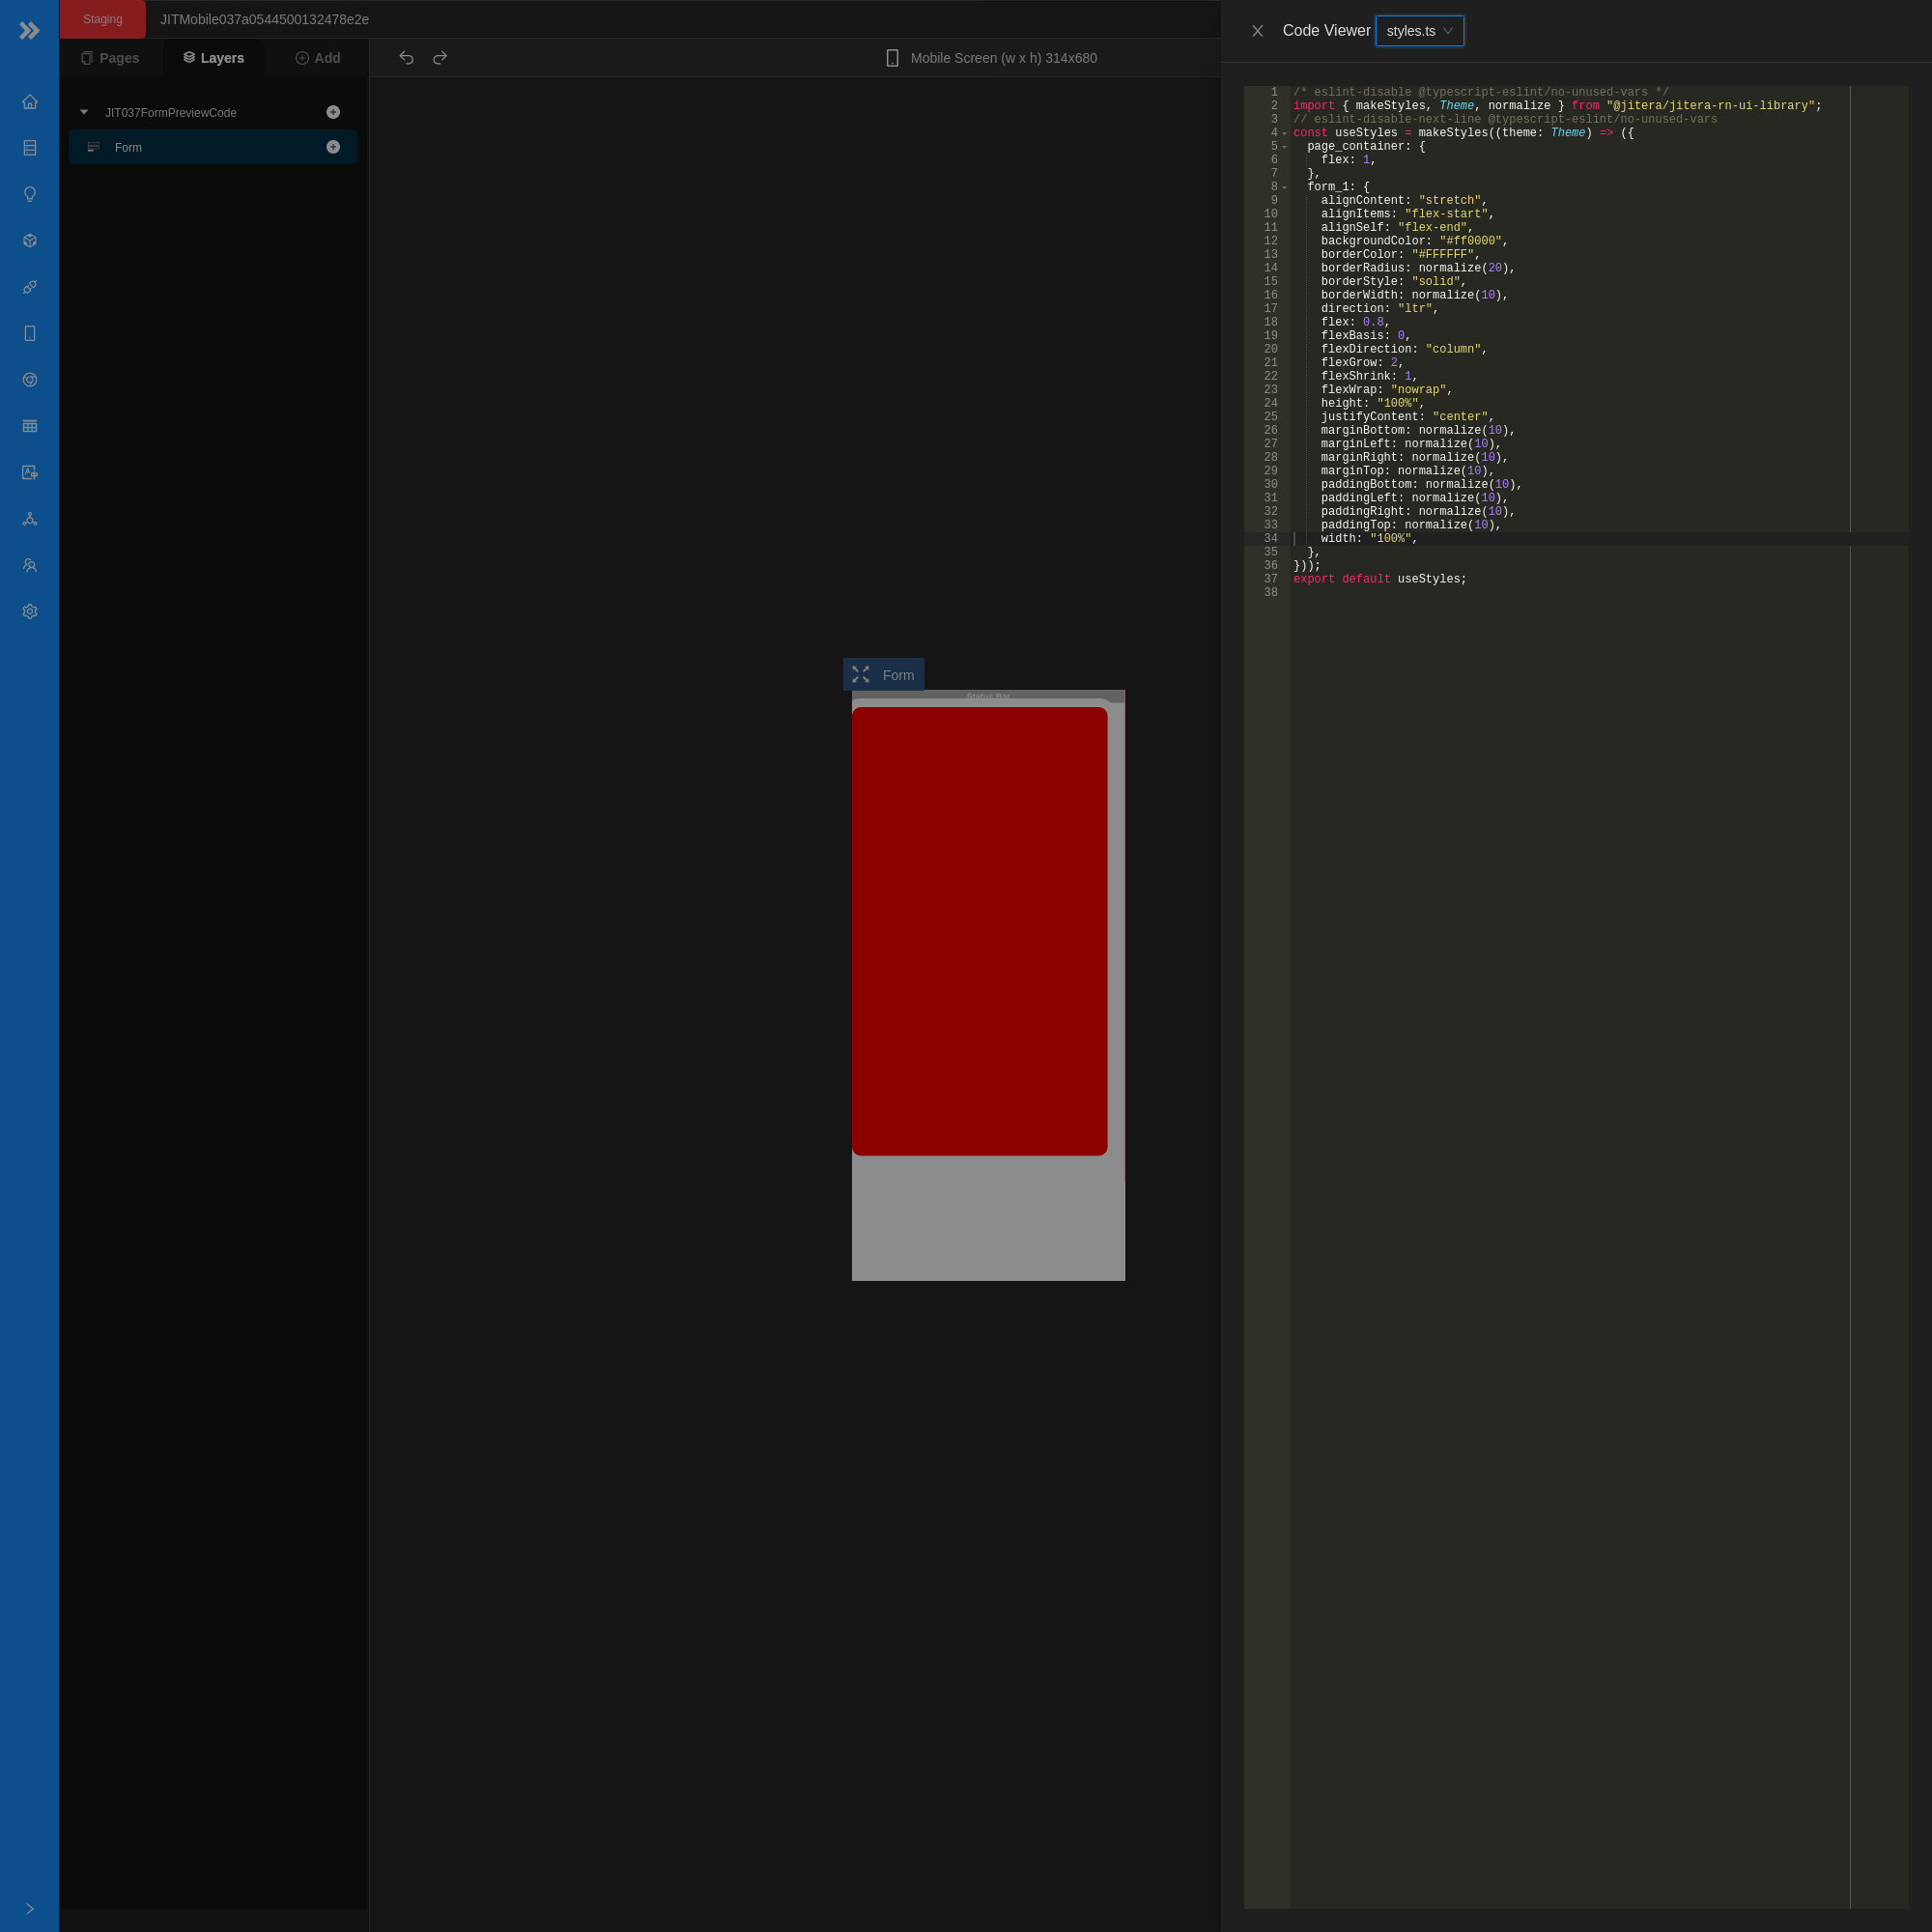 Staging
JITMobile037a0544500132478e2e
Code Viewer
styles.ts
Pages
Layers
Add
Mobile Screen (w x h) 314x680
JIT037FormPreviewCode
Form
Form
Status Bar
1 /* eslint-disable @typescript-eslint/no-unused-vars */
2 import { makeStyles, Theme, normalize } from "@jitera/jitera-rn-ui-library";
3 // eslint-disable-next-line @typescript-eslint/no-unused-vars
4 const useStyles = makeStyles((theme: Theme) => ({
5 page_container: {
6 flex: 1,
7 },
8 form_1: {
9 alignContent: "stretch",
10 alignItems: "flex-start",
11 alignSelf: "flex-end",
12 backgroundColor: "#ff0000",
13 borderColor: "#FFFFFF",
14 borderRadius: normalize(20),
15 borderStyle: "solid",
16 borderWidth: normalize(10),
17 direction: "ltr",
18 flex: 0.8,
19 flexBasis: 0,
20 flexDirection: "column",
21 flexGrow: 2,
22 flexShrink: 1,
23 flexWrap: "nowrap",
24 height: "100%",
25 justifyContent: "center",
26 marginBottom: normalize(10),
27 marginLeft: normalize(10),
28 marginRight: normalize(10),
29 marginTop: normalize(10),
30 paddingBottom: normalize(10),
31 paddingLeft: normalize(10),
32 paddingRight: normalize(10),
33 paddingTop: normalize(10),
34 width: "100%",
35 },
36 }));
37 export default useStyles;
38